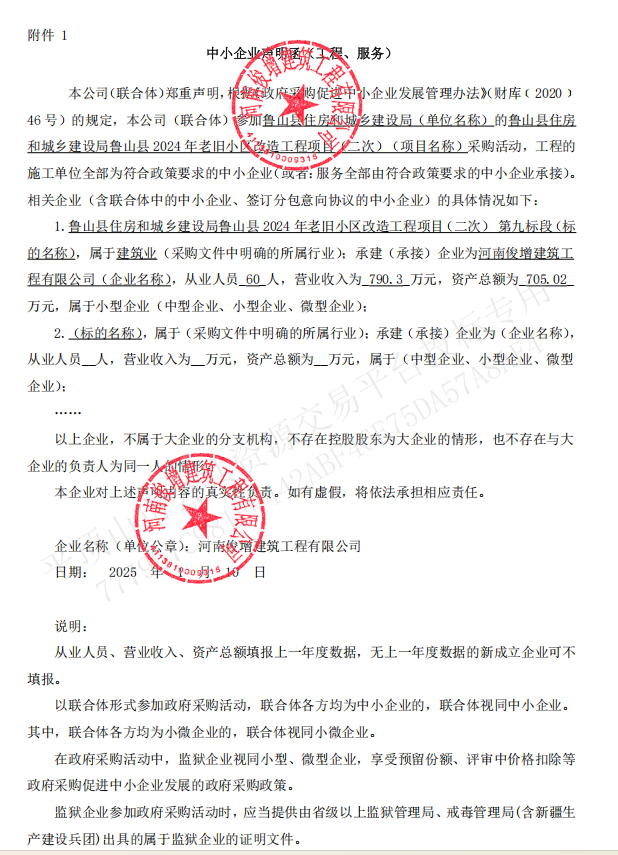 附件 1
中小企业声明函（工程、服务）
本公司(联合体)郑重声明，根据《政府采购促进中小企业发展管理办法》(财库﹝2020﹞
46 号）的规定，本公司（联合体）参加鲁山县住房和城乡建设局（单位名称）的鲁山县住房
和城乡建设局鲁山县 2024 年老旧小区改造工程项目（二次）（项目名称）采购活动，工程的
施工单位全部为符合政策要求的中小企业（或者：服务全部由符合政策要求的中小企业承接）。
相关企业（含联合体中的中小企业、签订分包意向协议的中小企业）的具体情况如下：
1. 鲁山县住房和城乡建设局鲁山县 2024 年老旧小区改造工程项目（二次） 第九标段（标
的名称），属于建筑业（采购文件中明确的所属行业）；承建（承接）企业为河南俊增建筑工
程有限公司（企业名称），从业人员 60 人，营业收入为 790.3 万元，资产总额为 705.02
万元，属于小型企业（中型企业、小型企业、微型企业）；
2. （标的名称），属于（采购文件中明确的所属行业）；承建（承接）企业为（企业名称），
从业人员__人，营业收入为__万元，资产总额为__万元，属于（中型企业、小型企业、微型
企业）；
……
以上企业，不属于大企业的分支机构，不存在控股股东为大企业的情形，也不存在与大
企业的负责人为同一人的情形。
本企业对上述声明内容的真实性负责。如有虚假，将依法承担相应责任。
企业名称（单位公章）：河南俊增建筑工程有限公司
日期： 2025 年 1 月 16 日
说明：
从业人员、营业收入、资产总额填报上一年度数据，无上一年度数据的新成立企业可不
填报。
以联合体形式参加政府采购活动，联合体各方均为中小企业的，联合体视同中小企业。
其中，联合体各方均为小微企业的，联合体视同小微企业。
在政府采购活动中，监狱企业视同小型、微型企业，享受预留份额、评审中价格扣除等
政府采购促进中小企业发展的政府采购政策。
监狱企业参加政府采购活动时，应当提供由省级以上监狱管理局、戒毒管理局(含新疆生
产建设兵团)出具的属于监狱企业的证明文件。
河南俊增建筑工程有限公司
河南俊增建筑工程有限公司